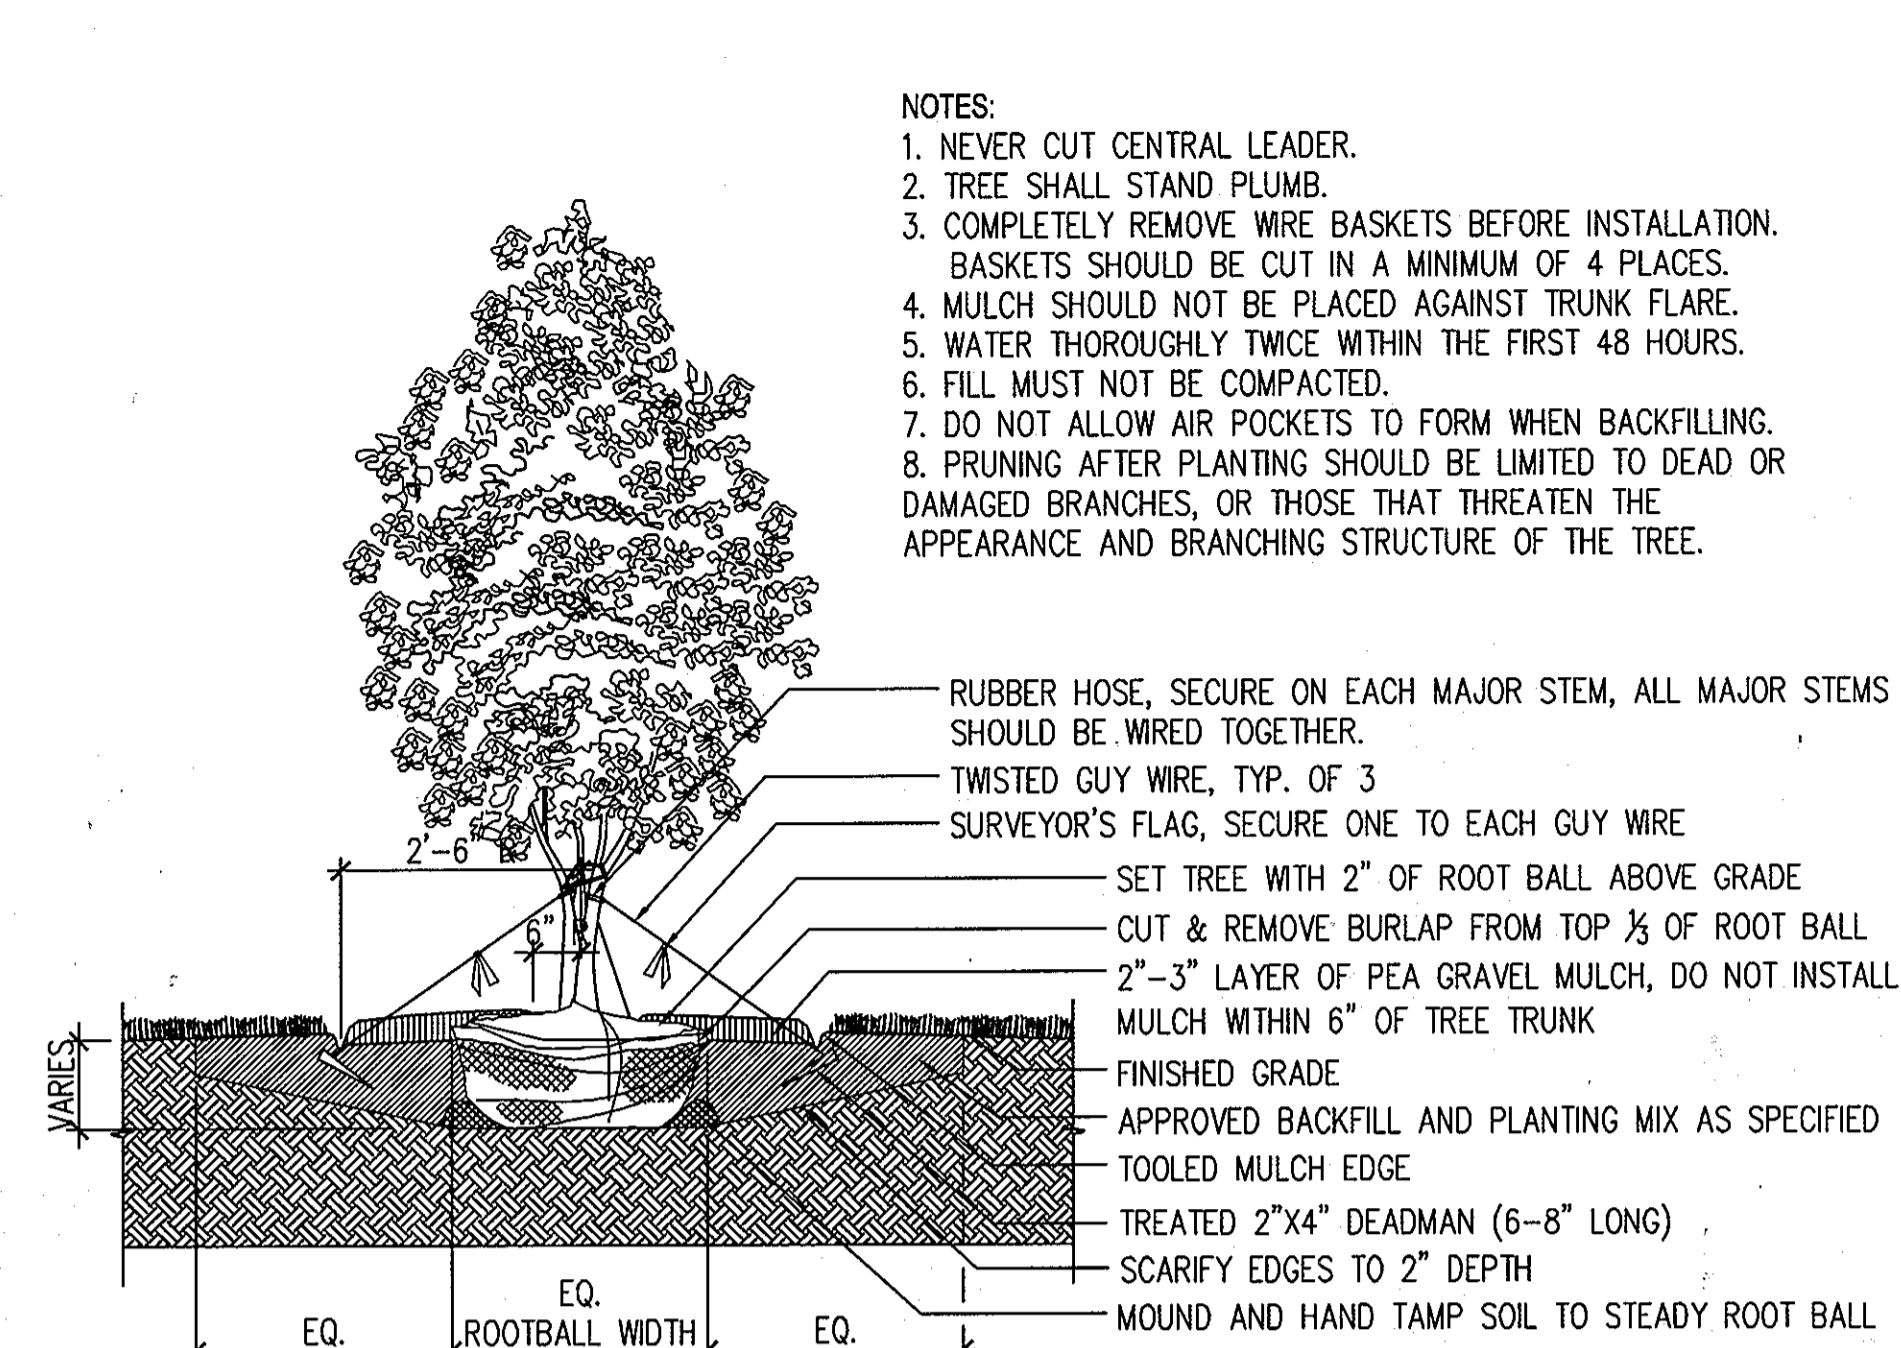 NOTES:
1. NEVER CUT CENTRAL LEADER.
2. TREE SHALL STAND PLUMB.
3. COMPLETELY REMOVE WIRE BASKETS BEFORE INSTALLATION.
BASKETS SHOULD BE CUT IN A MINIMUM OF 4 PLACES.
4. MULCH SHOULD NOT BE PLACED AGAINST TRUNK FLARE.
5. WATER THOROUGHLY TWICE WITHIN THE FIRST 48 HOURS.
6. FILL MUST NOT BE COMPACTED.
7. DO NOT ALLOW AIR POCKETS TO FORM WHEN BACKFILLING.
8. PRUNING AFTER PLANTING SHOULD BE LIMITED TO DEAD OR
DAMAGED BRANCHES, OR THOSE THAT THREATEN THE
APPEARANCE AND BRANCHING STRUCTURE OF THE TREE.
RUBBER HOSE, SECURE ON EACH MAJOR STEM, ALL MAJOR STEMS
SHOULD BE WIRED TOGETHER.
TWISTED GUY WIRE, TYP. OF 3
SURVEYOR'S FLAG, SECURE ONE TO EACH GUY WIRE
2'-6"
SET TREE WITH 2" OF ROOT BALL ABOVE GRADE
6"
CUT & REMOVE BURLAP FROM TOP ⅓ OF ROOT BALL
2"-3" LAYER OF PEA GRAVEL MULCH, DO NOT INSTALL
MULCH WITHIN 6" OF TREE TRUNK
VARIES
FINISHED GRADE
APPROVED BACKFILL AND PLANTING MIX AS SPECIFIED
TOOLED MULCH EDGE
TREATED 2"X4" DEADMAN (6-8" LONG)
SCARIFY EDGES TO 2" DEPTH
MOUND AND HAND TAMP SOIL TO STEADY ROOT BALL
EQ.
EQ.
ROOTBALL WIDTH
EQ.